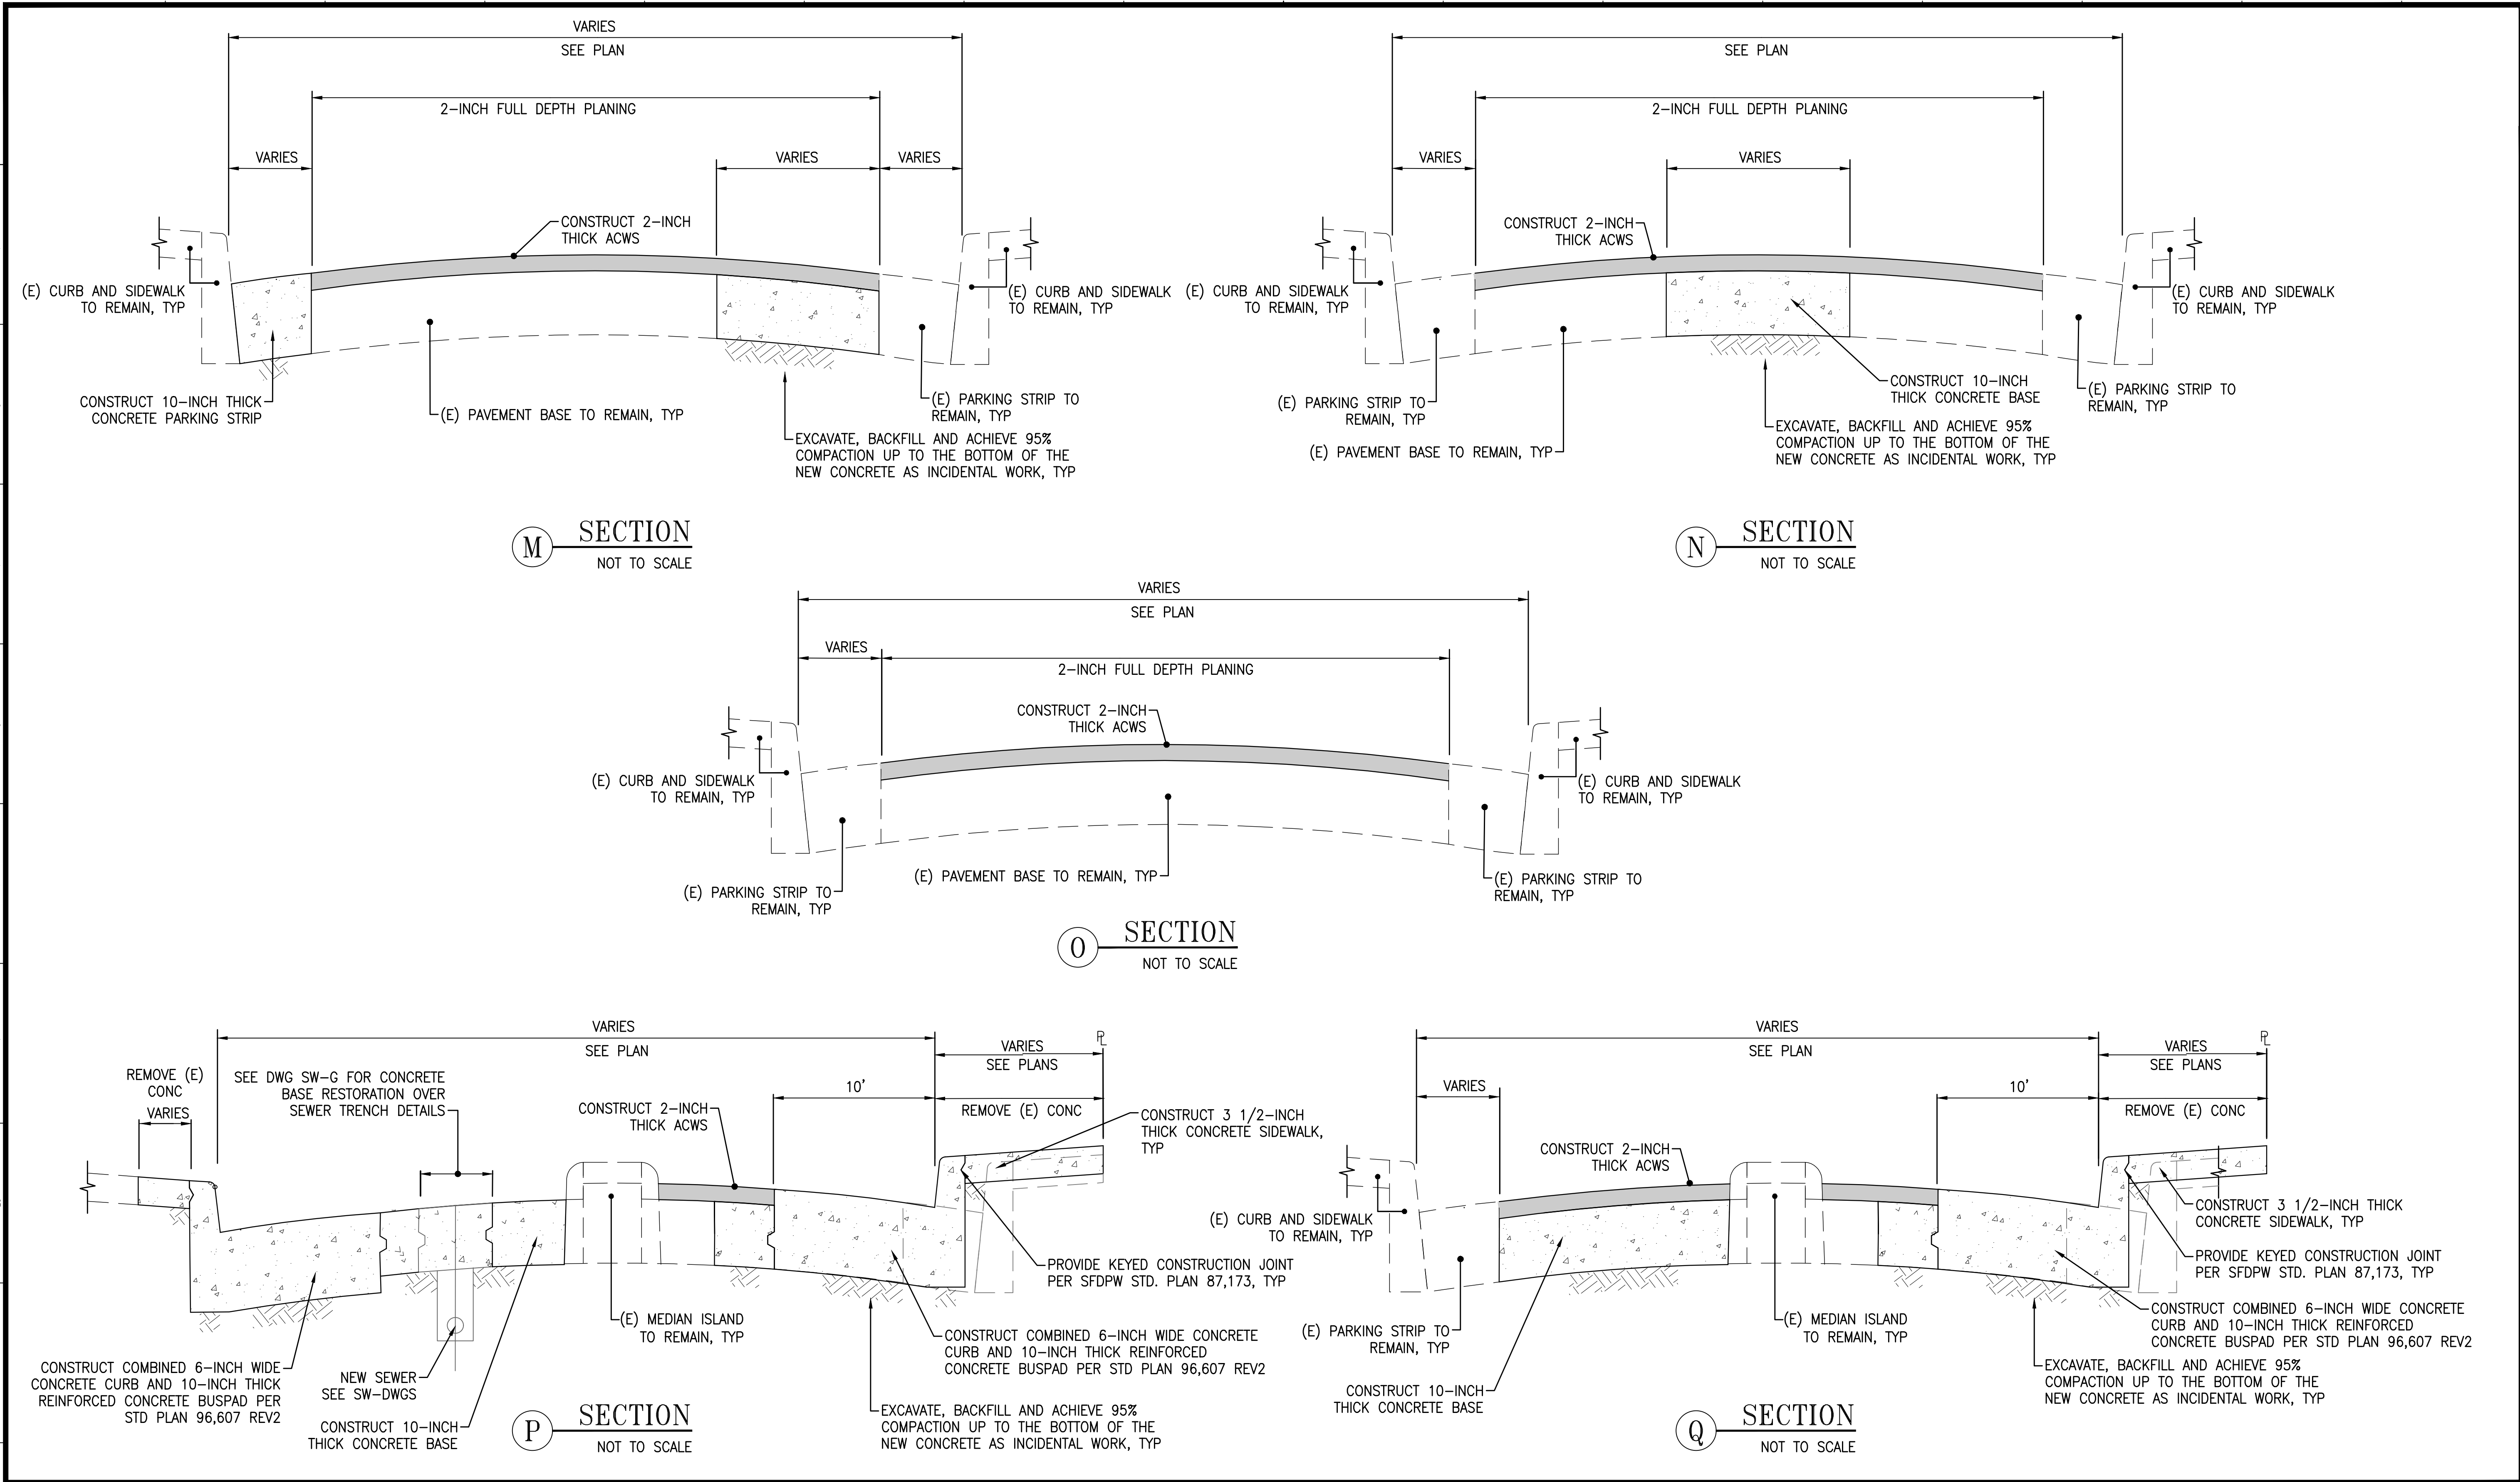 VARIES
SEE PLAN
2-INCH FULL DEPTH PLANING
VARIES
VARIES
VARIES
CONSTRUCT 2-INCH
THICK ACWS
(E) CURB AND SIDEWALK
TO REMAIN, TYP
(E) CURB AND SIDEWALK
TO REMAIN, TYP
CONSTRUCT 10-INCH THICK
CONCRETE PARKING STRIP
(E) PAVEMENT BASE TO REMAIN, TYP
(E) PARKING STRIP TO
REMAIN, TYP
EXCAVATE, BACKFILL AND ACHIEVE 95%
COMPACTION UP TO THE BOTTOM OF THE
NEW CONCRETE AS INCIDENTAL WORK, TYP
M
SECTION
NOT TO SCALE
SEE PLAN
2-INCH FULL DEPTH PLANING
VARIES
VARIES
CONSTRUCT 2-INCH
THICK ACWS
(E) CURB AND SIDEWALK
TO REMAIN, TYP
(E) CURB AND SIDEWALK
TO REMAIN, TYP
(E) PARKING STRIP TO
REMAIN, TYP
(E) PAVEMENT BASE TO REMAIN, TYP
CONSTRUCT 10-INCH
THICK CONCRETE BASE
(E) PARKING STRIP TO
REMAIN, TYP
EXCAVATE, BACKFILL AND ACHIEVE 95%
COMPACTION UP TO THE BOTTOM OF THE
NEW CONCRETE AS INCIDENTAL WORK, TYP
N
SECTION
NOT TO SCALE
VARIES
SEE PLAN
VARIES
2-INCH FULL DEPTH PLANING
CONSTRUCT 2-INCH
THICK ACWS
(E) CURB AND SIDEWALK
TO REMAIN, TYP
(E) CURB AND SIDEWALK
TO REMAIN, TYP
(E) PARKING STRIP TO
REMAIN, TYP
(E) PAVEMENT BASE TO REMAIN, TYP
(E) PARKING STRIP TO
REMAIN, TYP
O
SECTION
NOT TO SCALE
VARIES
SEE PLAN
VARIES
SEE PLANS
PL
REMOVE (E)
CONC
VARIES
SEE DWG SW-G FOR CONCRETE
BASE RESTORATION OVER
SEWER TRENCH DETAILS
CONSTRUCT 2-INCH
THICK ACWS
10'
REMOVE (E) CONC
CONSTRUCT 3 1/2-INCH
THICK CONCRETE SIDEWALK,
TYP
PROVIDE KEYED CONSTRUCTION JOINT
PER SFDPW STD. PLAN 87,173, TYP
(E) MEDIAN ISLAND
TO REMAIN, TYP
CONSTRUCT COMBINED 6-INCH WIDE CONCRETE
CURB AND 10-INCH THICK REINFORCED
CONCRETE BUSPAD PER STD PLAN 96,607 REV2
CONSTRUCT COMBINED 6-INCH WIDE
CONCRETE CURB AND 10-INCH THICK
REINFORCED CONCRETE BUSPAD PER
STD PLAN 96,607 REV2
NEW SEWER
SEE SW-DWGS
CONSTRUCT 10-INCH
THICK CONCRETE BASE
EXCAVATE, BACKFILL AND ACHIEVE 95%
COMPACTION UP TO THE BOTTOM OF THE
NEW CONCRETE AS INCIDENTAL WORK, TYP
P
SECTION
NOT TO SCALE
VARIES
SEE PLAN
VARIES
SEE PLANS
PL
VARIES
10'
REMOVE (E) CONC
CONSTRUCT 2-INCH
THICK ACWS
(E) CURB AND SIDEWALK
TO REMAIN, TYP
CONSTRUCT 3 1/2-INCH THICK
CONCRETE SIDEWALK, TYP
PROVIDE KEYED CONSTRUCTION JOINT
PER SFDPW STD. PLAN 87,173, TYP
(E) PARKING STRIP TO
REMAIN, TYP
(E) MEDIAN ISLAND
TO REMAIN, TYP
CONSTRUCT COMBINED 6-INCH WIDE CONCRETE
CURB AND 10-INCH THICK REINFORCED
CONCRETE BUSPAD PER STD PLAN 96,607 REV2
CONSTRUCT 10-INCH
THICK CONCRETE BASE
EXCAVATE, BACKFILL AND ACHIEVE 95%
COMPACTION UP TO THE BOTTOM OF THE
NEW CONCRETE AS INCIDENTAL WORK, TYP
Q
SECTION
NOT TO SCALE